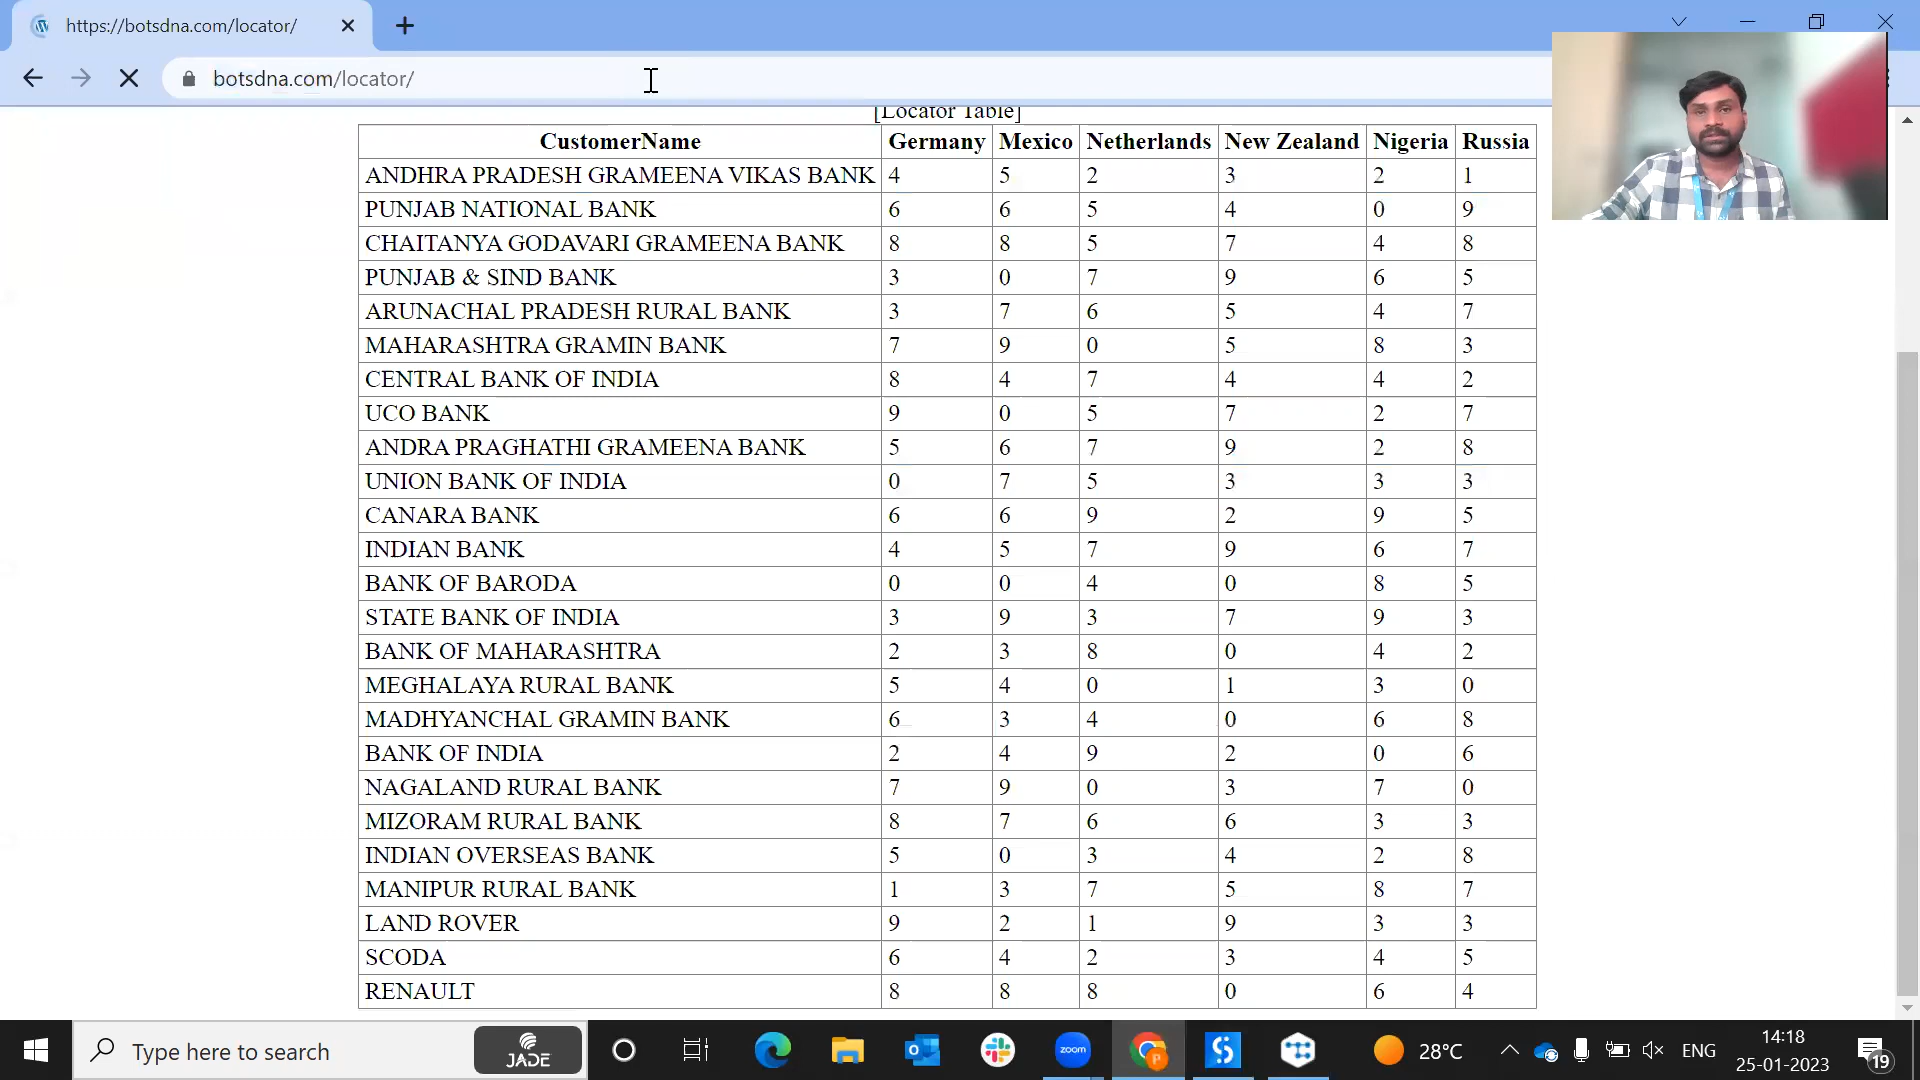 https://botsdna.com/locator/
botsdna.com/locator/
[Locator Table]
CustomerName Germany Mexico Netherlands New Zealand Nigeria Russia
ANDHRA PRADESH GRAMEENA VIKAS BANK 4 5 2 3 2 1
PUNJAB NATIONAL BANK 6 6 5 4 0 9
CHAITANYA GODAVARI GRAMEENA BANK 8 8 5 7 4 8
PUNJAB & SIND BANK 3 0 7 9 6 5
ARUNACHAL PRADESH RURAL BANK 3 7 6 5 4 7
MAHARASHTRA GRAMIN BANK 7 9 0 5 8 3
CENTRAL BANK OF INDIA 8 4 7 4 4 2
UCO BANK 9 0 5 7 2 7
ANDRA PRAGHATHI GRAMEENA BANK 5 6 7 9 2 8
UNION BANK OF INDIA 0 7 5 3 3 3
CANARA BANK 6 6 9 2 9 5
INDIAN BANK 4 5 7 9 6 7
BANK OF BARODA 0 0 4 0 8 5
STATE BANK OF INDIA 3 9 3 7 9 3
BANK OF MAHARASHTRA 2 3 8 0 4 2
MEGHALAYA RURAL BANK 5 4 0 1 3 0
MADHYANCHAL GRAMIN BANK 6 3 4 0 6 8
BANK OF INDIA 2 4 9 2 0 6
NAGALAND RURAL BANK 7 9 0 3 7 0
MIZORAM RURAL BANK 8 7 6 6 3 3
INDIAN OVERSEAS BANK 5 0 3 4 2 8
MANIPUR RURAL BANK 1 3 7 5 8 7
LAND ROVER 9 2 1 9 3 3
SCODA 6 4 2 3 4 5
RENAULT 8 8 8 0 6 4
Type here to search
JADE
zoom
P
28°C
ENG
14:18
25-01-2023
19